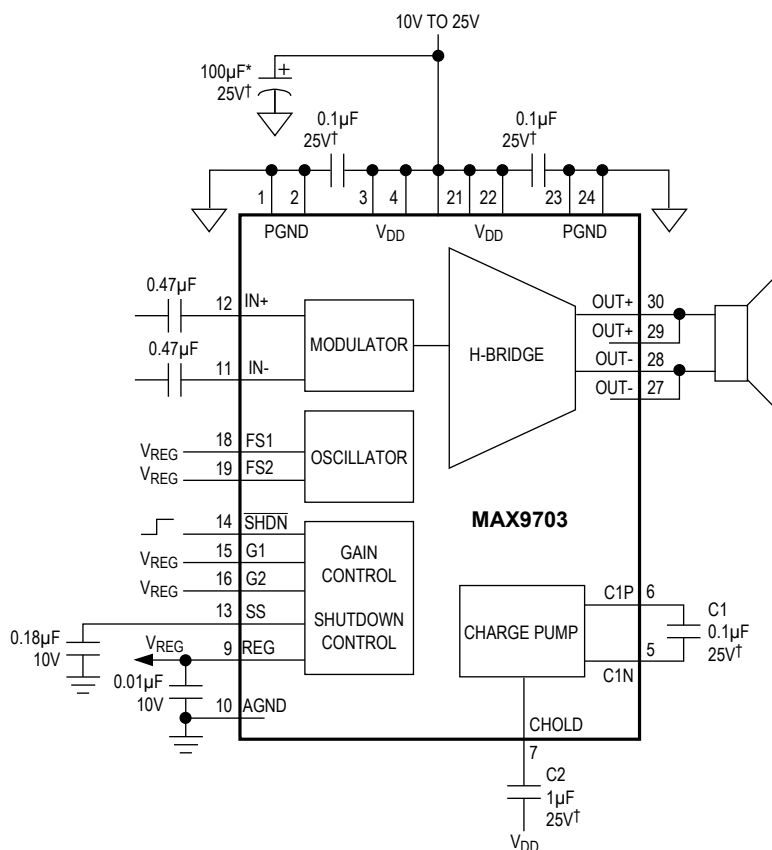 10V TO 25V
100µF*
25V†
0.1µF
25V†
0.1µF
25V†
1 2 3 4 21 22 23 24
PGND VDD VDD PGND
0.47µF
12 IN+
0.47µF
11 IN-
MODULATOR
H-BRIDGE
OUT+ 30
OUT+ 29
OUT- 28
OUT- 27
VREG 18 FS1
VREG 19 FS2
OSCILLATOR
MAX9703
14 SHDN
VREG 15 G1
VREG 16 G2
13 SS
GAIN
CONTROL
SHUTDOWN
CONTROL
0.18µF
10V
VREG 9 REG
0.01µF
10V
10 AGND
CHARGE PUMP
C1P 6
C1N 5
C1
0.1µF
25V†
CHOLD
7
C2
1µF
25V†
VDD